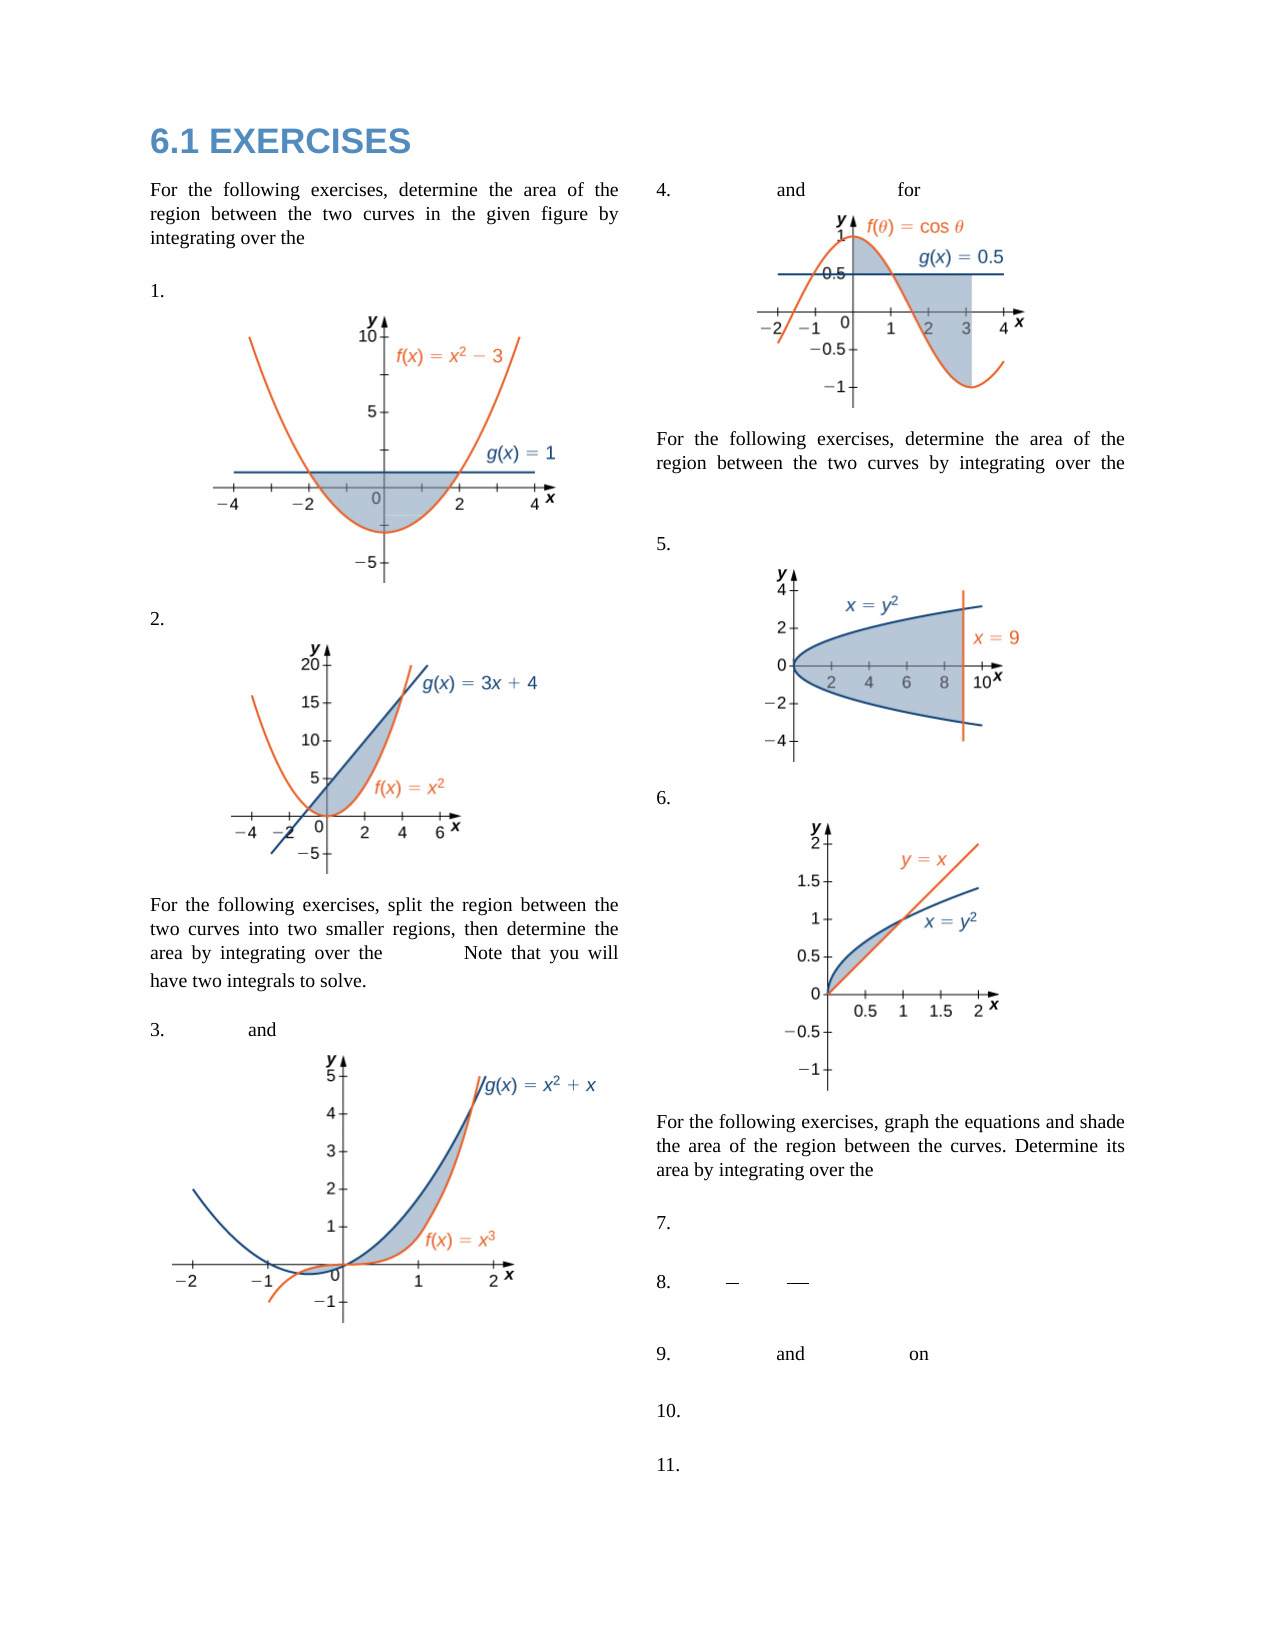 6.1 EXERCISES
For the following exercises, determine the area of the
region between the two curves in the given figure by
integrating over the
1.
y
10
f(x) = x² − 3
5
g(x) = 1
−4 −2 0 2 4 x
−5
2.
y
20
g(x) = 3x + 4
15
10
5
f(x) = x²
−4 −2 0 2 4 6 x
−5
For the following exercises, split the region between the
two curves into two smaller regions, then determine the
area by integrating over the Note that you will
have two integrals to solve.
3. and
y
5
g(x) = x² + x
4
3
2
1
f(x) = x³
−2 −1 0 1 2 x
−1
4. and for
y
f(θ) = cos θ
1
g(x) = 0.5
0.5
−2 −1 0 1 2 3 4 x
−0.5
−1
For the following exercises, determine the area of the
region between the two curves by integrating over the
5.
y
4
x = y²
2
x = 9
0
2 4 6 8 10 x
−2
−4
6.
y
2
y = x
1.5
1
x = y²
0.5
0
0.5 1 1.5 2 x
−0.5
−1
For the following exercises, graph the equations and shade
the area of the region between the curves. Determine its
area by integrating over the
7.
8.
9. and on
10.
11.